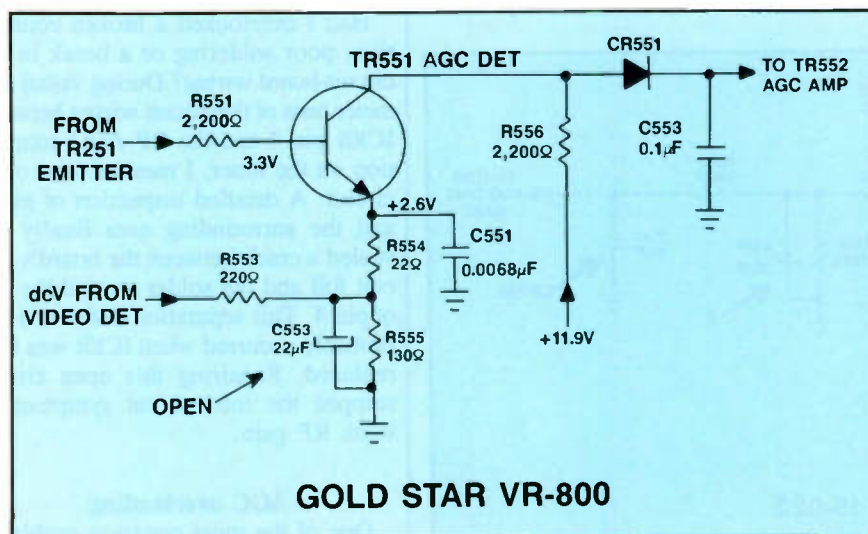 TR551 AGC DET
CR551
TO TR552
AGC AMP
R551
2,200Ω
FROM
TR251
EMITTER
3.3V
R556
2,200Ω
C553
0.1µF
+2.6V
R554
22Ω
C551
0.0068µF
R553
220Ω
dcV FROM
VIDEO DET
C553
22µF
R555
130Ω
+11.9V
OPEN
GOLD STAR VR-800